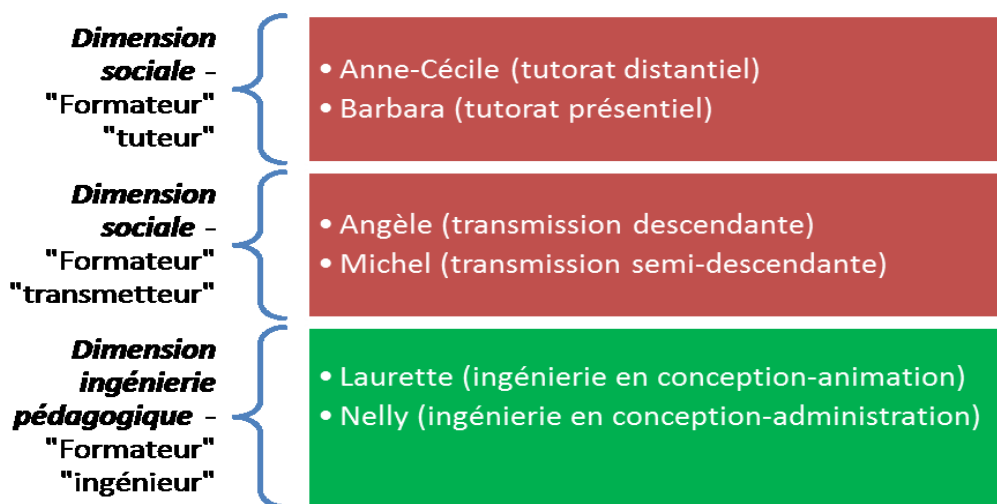 Dimension
sociale -
"Formateur"
"tuteur"
• Anne-Cécile (tutorat distantiel)
• Barbara (tutorat présentiel)
Dimension
sociale -
"Formateur"
"transmetteur"
• Angèle (transmission descendante)
• Michel (transmission semi-descendante)
Dimension
ingénierie
pédagogique -
"Formateur"
"ingénieur"
• Laurette (ingénierie en conception-animation)
• Nelly (ingénierie en conception-administration)